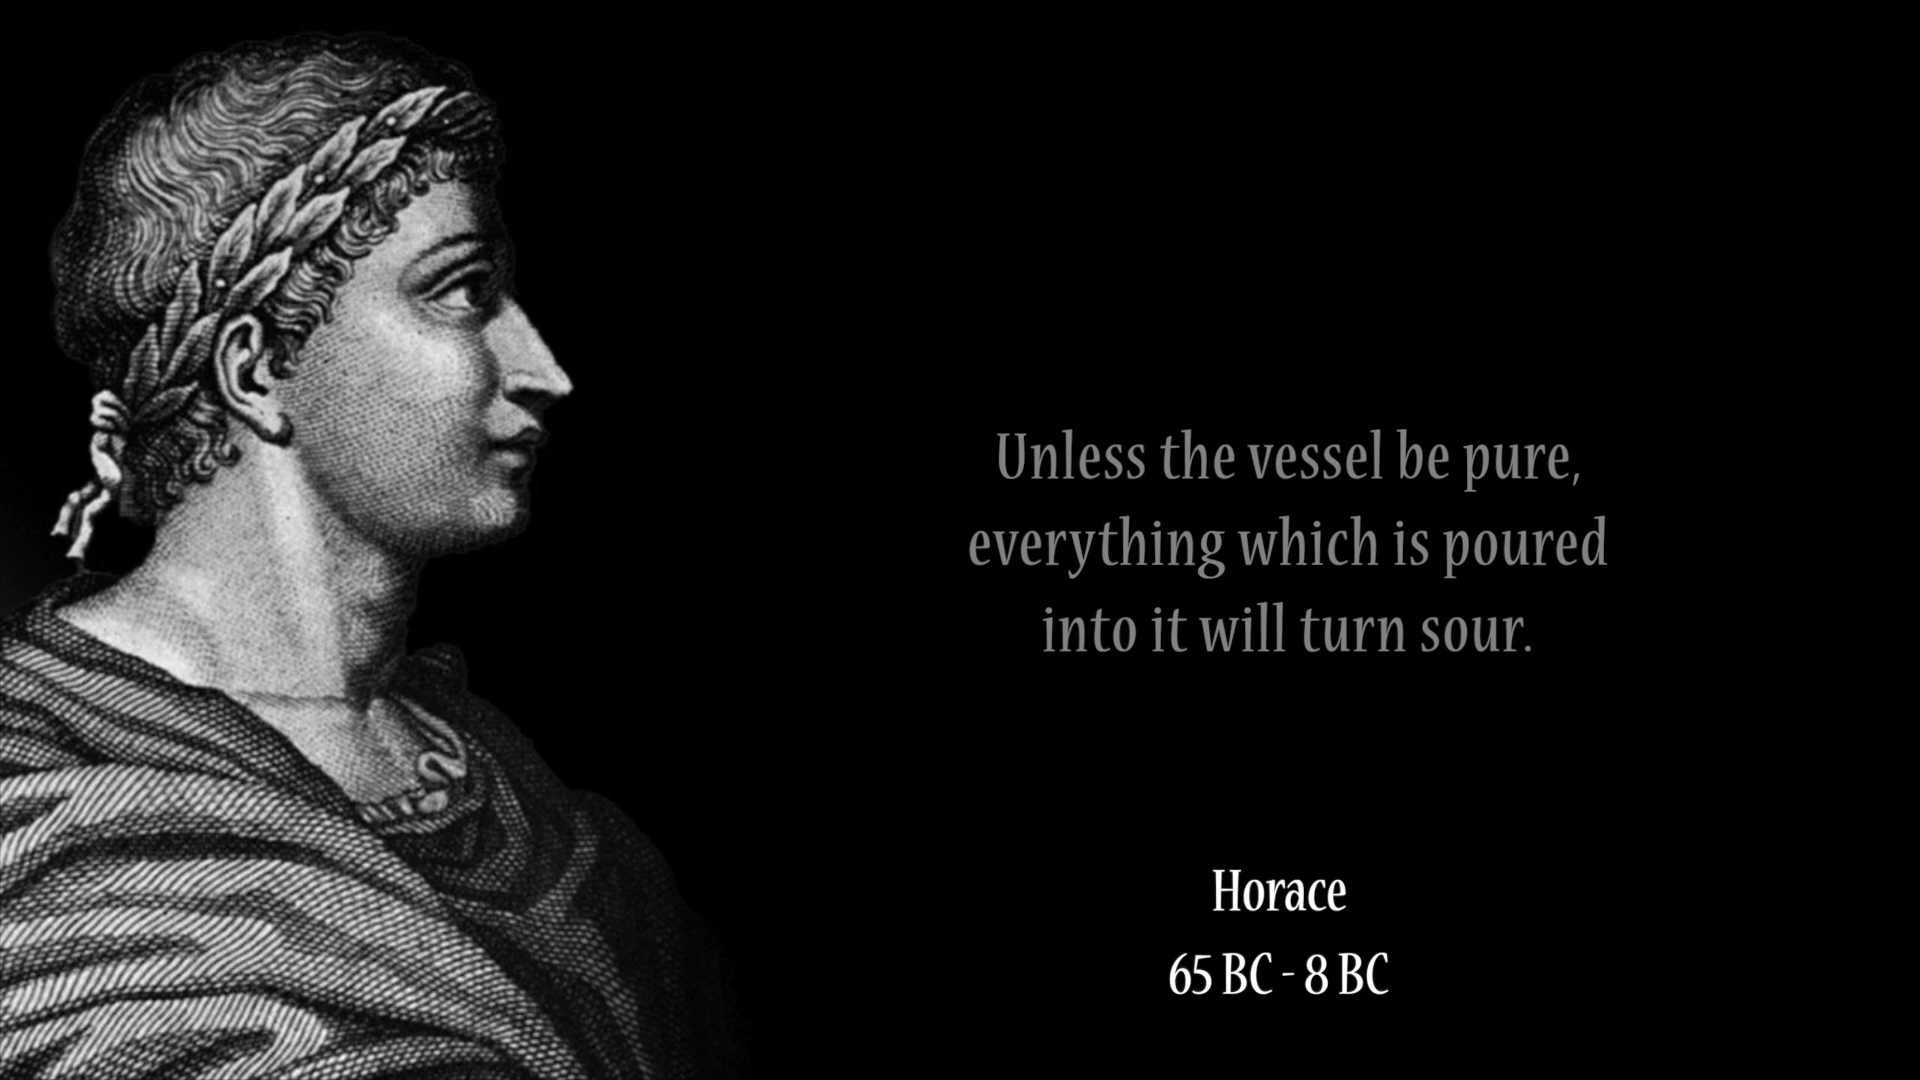 Unless the vessel be pure,
everything which is poured
into it will turn sour.
Horace
65 BC - 8 BC